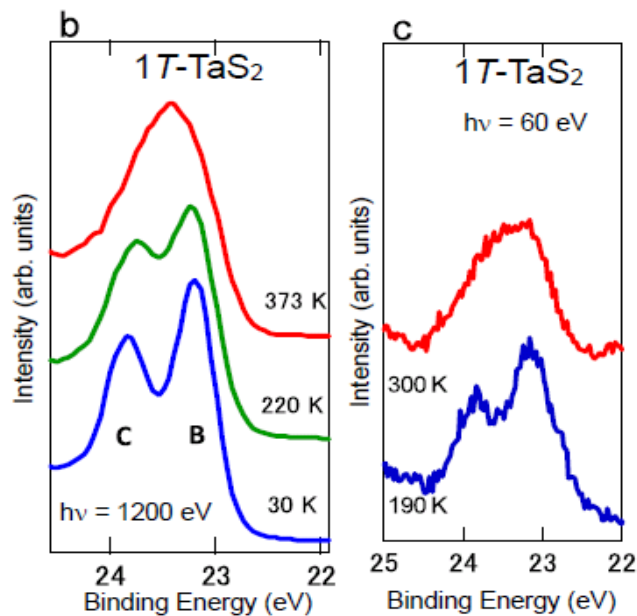 b
1T-TaS₂
Intensity (arb. units)
373 K
220 K
C B
hν = 1200 eV
30 K
24 23 22
Binding Energy (eV)
c
1T-TaS₂
hν = 60 eV
Intensity (arb. units)
300 K
190 K
25 24 23 22
Binding Energy (eV)